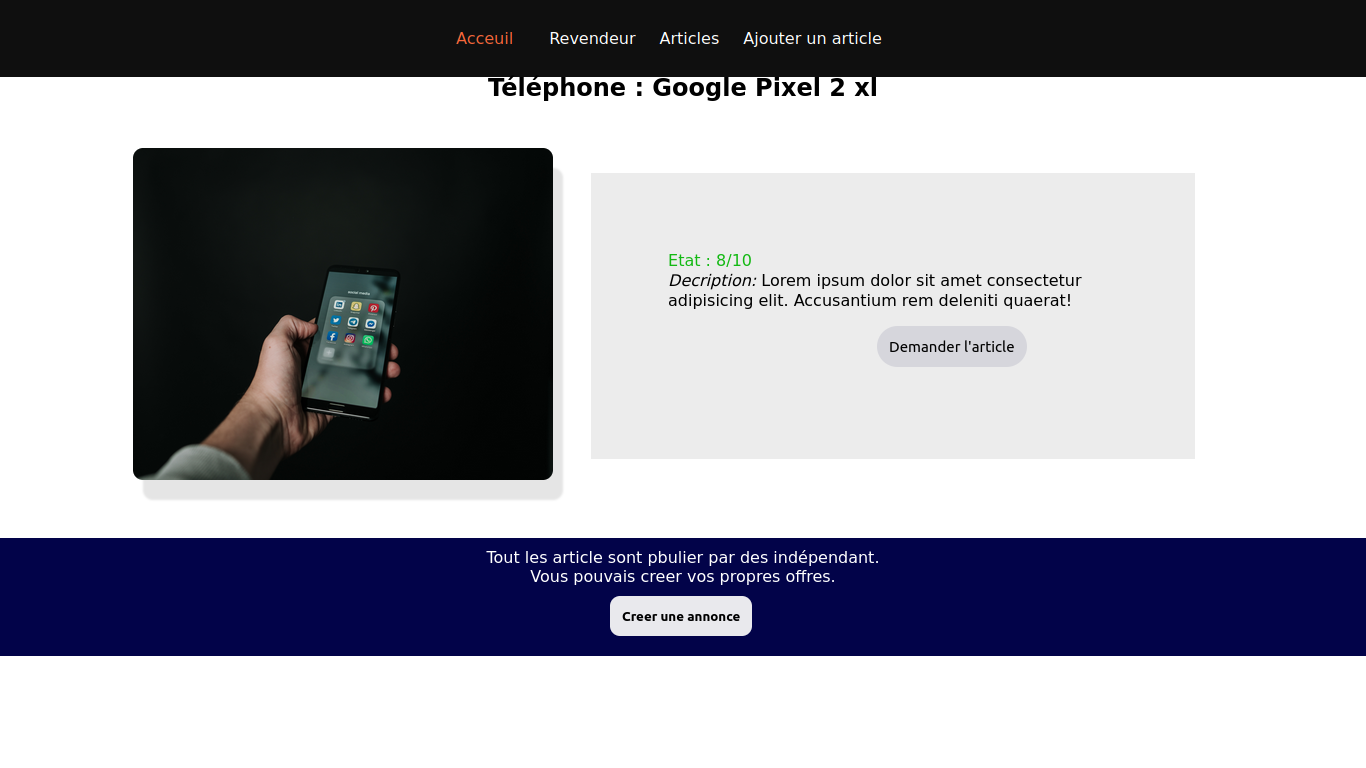 Acceuil Revendeur Articles Ajouter un article
Téléphone : Google Pixel 2 xl
social media
Etat : 8/10
Decription: Lorem ipsum dolor sit amet consectetur
adipisicing elit. Accusantium rem deleniti quaerat!
Demander l'article
Tout les article sont pbulier par des indépendant.
Vous pouvais creer vos propres offres.
Creer une annonce